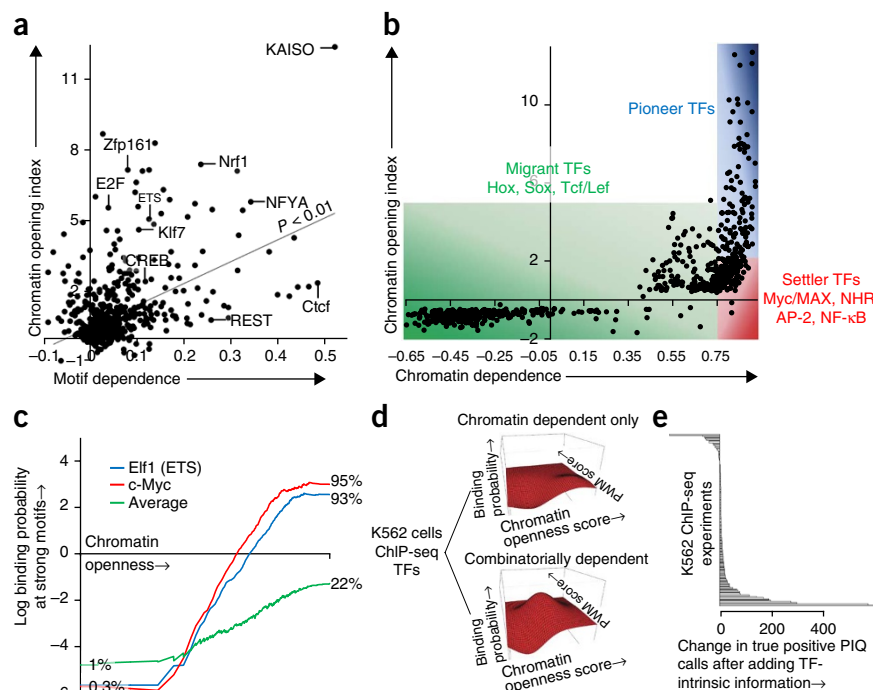 a
KAISO
11
Zfp161
8
Nrf1
E2F
ETS
NFYA
P < 0.01
5
Klf7
CREB
2
Ctcf
REST
–1
–0.1 0 0.1 0.2 0.3 0.4 0.5
Chromatin opening index
Motif dependence
b
10
Pioneer TFs
Migrant TFs
6
Hox, Sox, Tcf/Lef
2
Settler TFs
Myc/MAX, NHR
AP-2, NF-κB
–2
–0.65 –0.45 –0.25 –0.05 0.15 0.35 0.55 0.75
Chromatin opening index
Chromatin dependence
c
4
Elf1 (ETS)
c-Myc
Average
2
95%
93%
0
Chromatin
openness→
–2
22%
–4
1%
0.3%
Log binding probability
at strong motifs→
d
Chromatin dependent only
Binding
probability→
PWM score→
Chromatin
openness score→
K562 cells
ChIP-seq
TFs
Combinatorially dependent
Binding
probability→
PWM score→
Chromatin
openness score→
e
K562 ChIP-seq
experiments
0 200 400
Change in true positive PIQ
calls after adding TF-
intrinsic information→